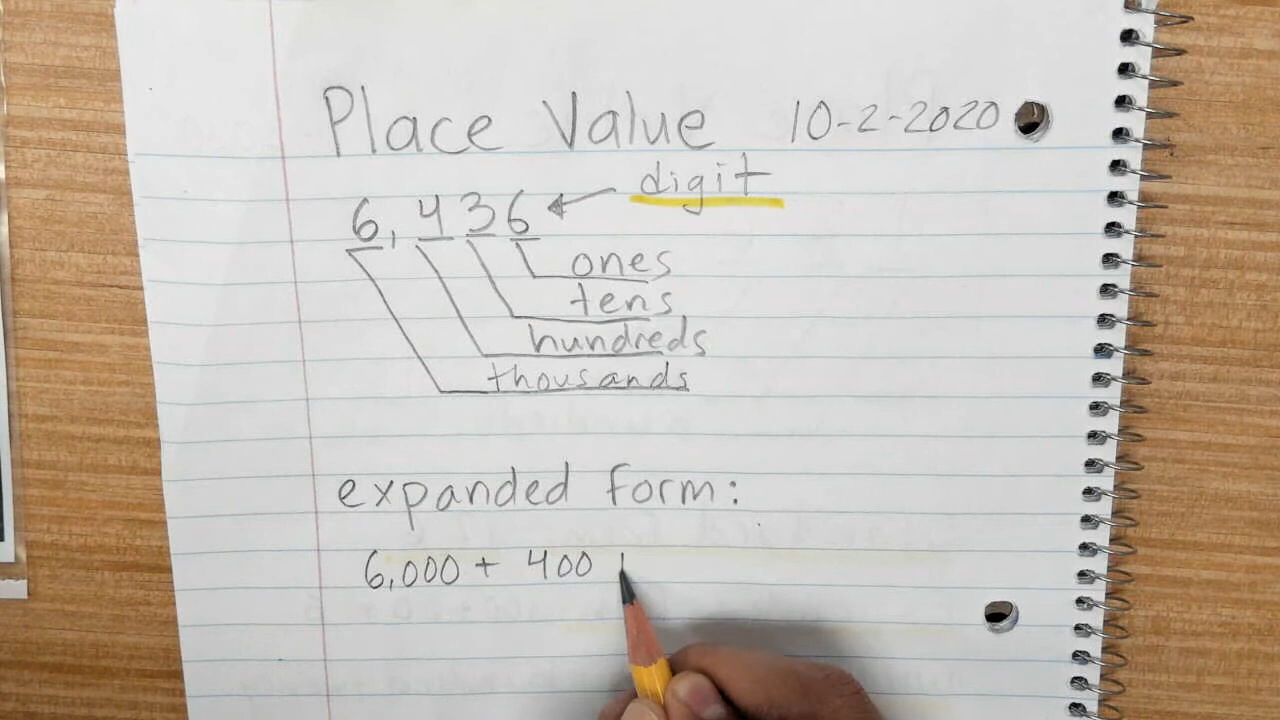 Place Value 10-2-2020
digit
6,436
ones
tens
hundreds
thousands
expanded form:
6,000 + 400